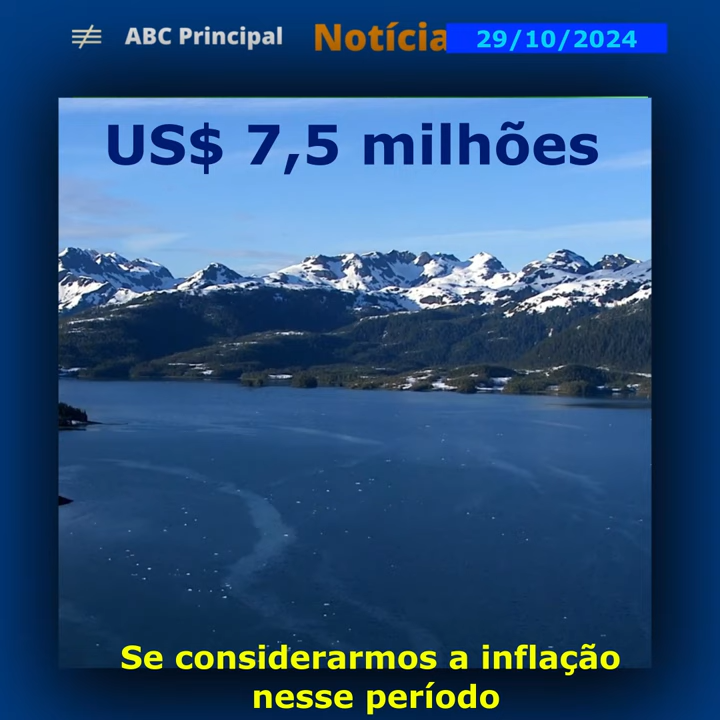 ABC Principal Notícia 29/10/2024
US$ 7,5 milhões
Se considerarmos a inflação
nesse período